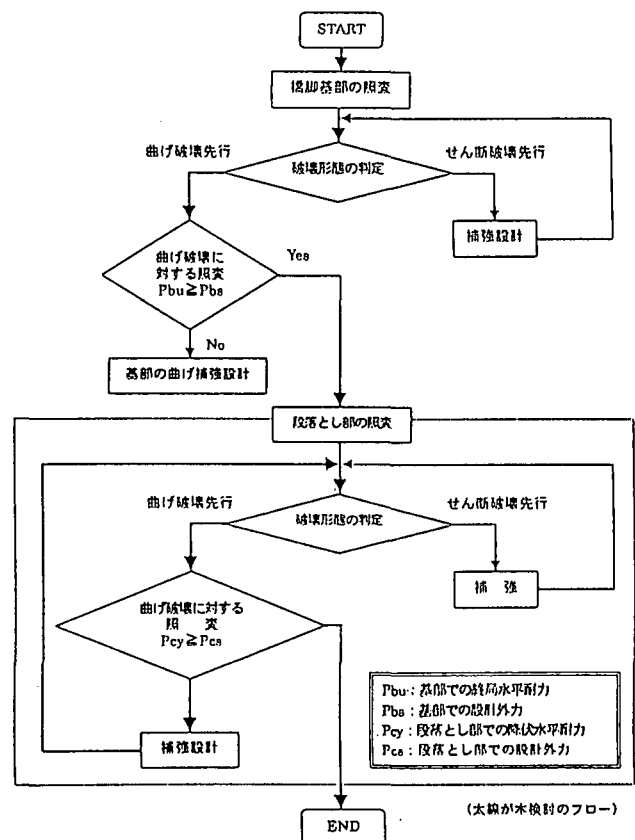 START
橋脚基部の照査
曲げ破壊先行
せん断破壊先行
破壊形態の判定
補強設計
曲げ破壊に
対する照査
Pbu≧Pbs
Yes
No
基部の曲げ補強設計
段落とし部の照査
曲げ破壊先行
せん断破壊先行
破壊形態の判定
補 強
曲げ破壊に対する
照 査
Pcy≧Pcs
補強設計
Pbu：基部での終局水平耐力
Pbs：基部での設計外力
Pcy：段落とし部での降伏水平耐力
Pcs：段落とし部での設計外力
(太線が本検討のフロー)
END